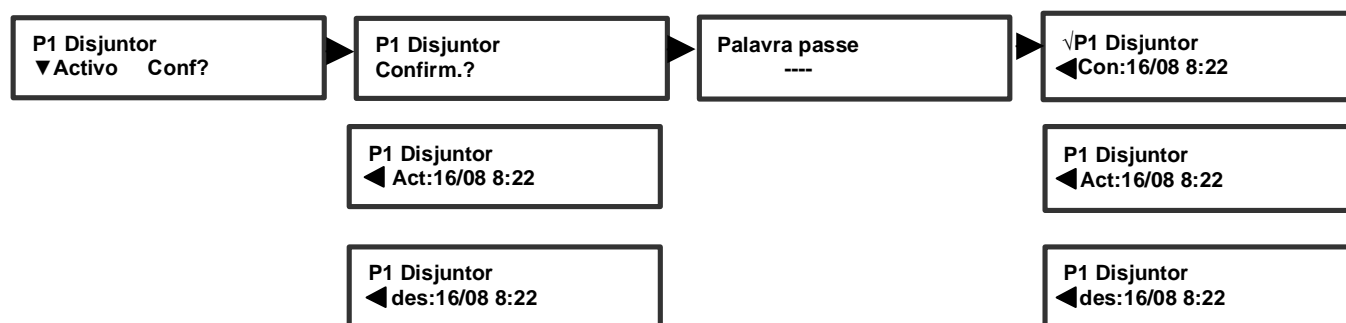 P1 Disjuntor
▼Activo Conf?
P1 Disjuntor
Confirm.?
Palavra passe
----
√P1 Disjuntor
◀Con:16/08 8:22
P1 Disjuntor
◀ Act:16/08 8:22
P1 Disjuntor
◀Act:16/08 8:22
P1 Disjuntor
◀ des:16/08 8:22
P1 Disjuntor
◀des:16/08 8:22